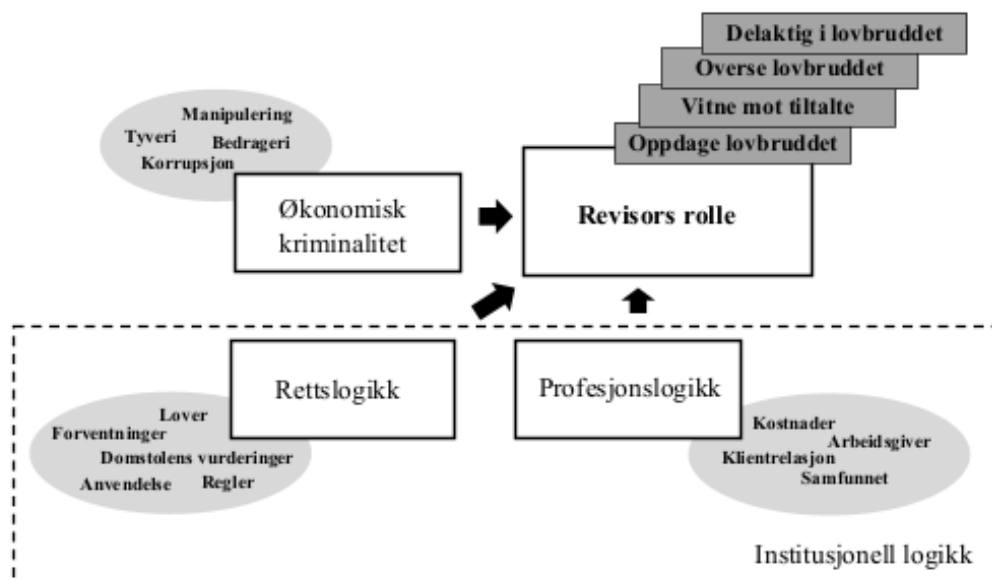 Delaktig i lovbruddet
Overse lovbruddet
Vitne mot tiltalte
Oppdage lovbruddet
Manipulering
Tyveri
Bedrageri
Korrupsjon
Økonomisk
kriminalitet
Revisors rolle
Rettslogikk
Profesjonslogikk
Lover
Forventninger
Domstolens vurderinger
Anvendelse
Regler
Kostnader
Arbeidsgiver
Klientrelasjon
Samfunnet
Institusjonell logikk